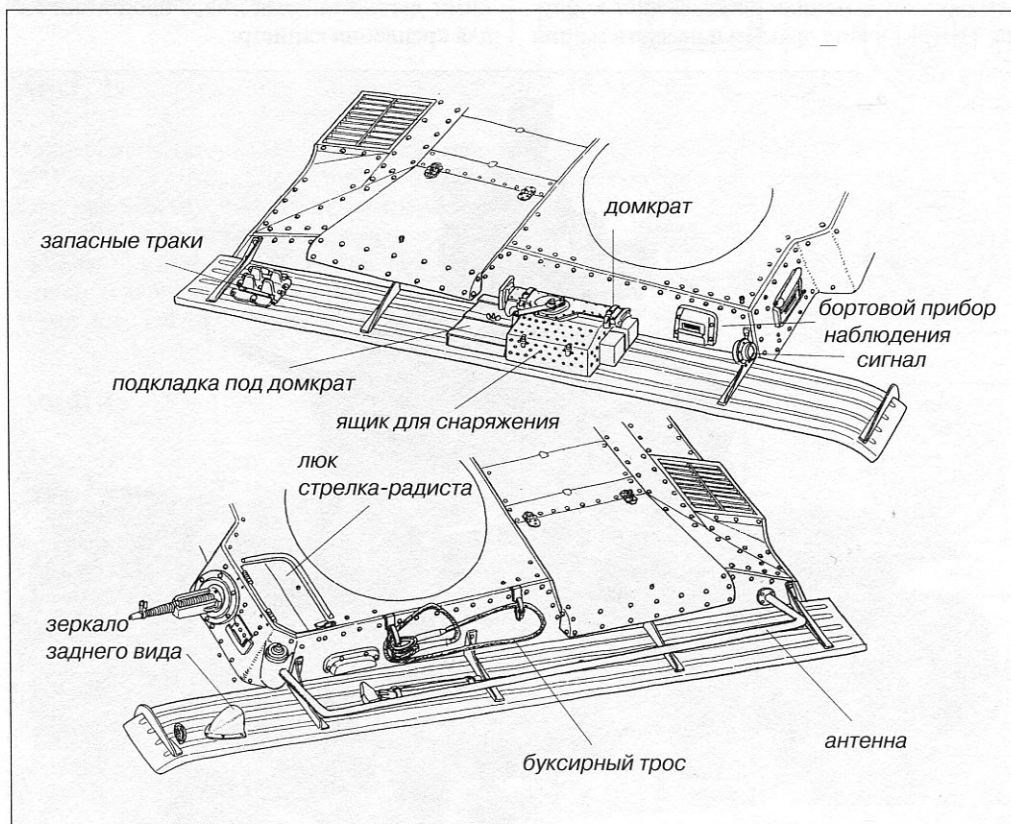 домкрат
запасные траки
бортовой прибор
наблюдения
сигнал
подкладка под домкрат
ящик для снаряжения
люк
стрелка-радиста
зеркало
заднего вида
антенна
буксирный трос